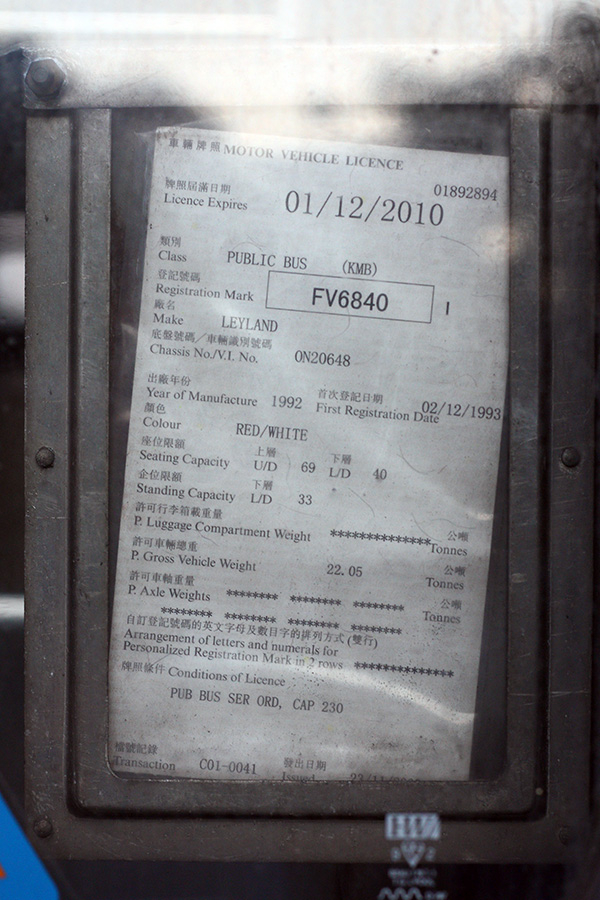 車輛牌照 MOTOR VEHICLE LICENCE
01892894
牌照屆滿日期
Licence Expires 01/12/2010
類別
Class PUBLIC BUS (KMB)
登記號碼
Registration Mark FV6840
廠名
Make LEYLAND
底盤號碼／車輛識別號碼
Chassis No./V.I. No. ON20648
出廠年份 首次登記日期
Year of Manufacture 1992 First Registration Date 02/12/1993
顏色
Colour RED/WHITE
座位限額 上層 下層
Seating Capacity U/D 69 L/D 40
企位限額 下層
Standing Capacity L/D 33
許可行李箱載重量 公噸
P. Luggage Compartment Weight *************** Tonnes
許可車輛總重 公噸
P. Gross Vehicle Weight 22.05 Tonnes
許可車軸重量 公噸
P. Axle Weights ******** ******** ******** Tonnes
******** ******** ******** ********
自訂登記號碼的英文字母及數目字的排列方式 (雙行)
Arrangement of letters and numerals for
Personalized Registration Mark in 2 rows ***************
牌照條件 Conditions of Licence
PUB BUS SER ORD, CAP 230
檔號記錄 發出日期
Transaction C01-0041 Issued 23/11/